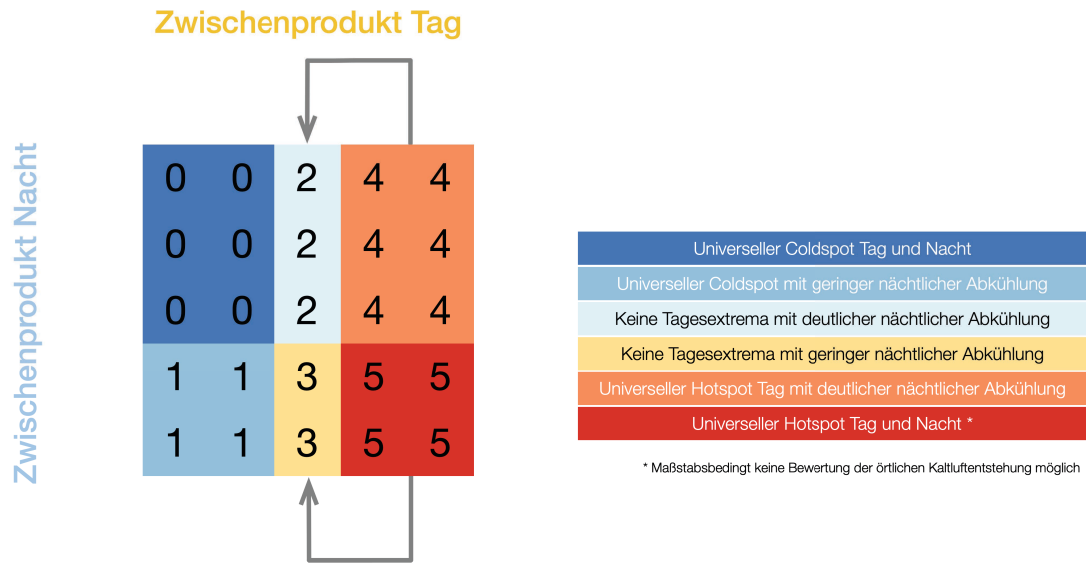 Zwischenprodukt Tag
Zwischenprodukt Nacht
0 0 2 4 4
0 0 2 4 4
0 0 2 4 4
1 1 3 5 5
1 1 3 5 5
Universeller Coldspot Tag und Nacht
Universeller Coldspot mit geringer nächtlicher Abkühlung
Keine Tagesextrema mit deutlicher nächtlicher Abkühlung
Keine Tagesextrema mit geringer nächtlicher Abkühlung
Universeller Hotspot Tag mit deutlicher nächtlicher Abkühlung
Universeller Hotspot Tag und Nacht *
* Maßstabsbedingt keine Bewertung der örtlichen Kaltluftentstehung möglich